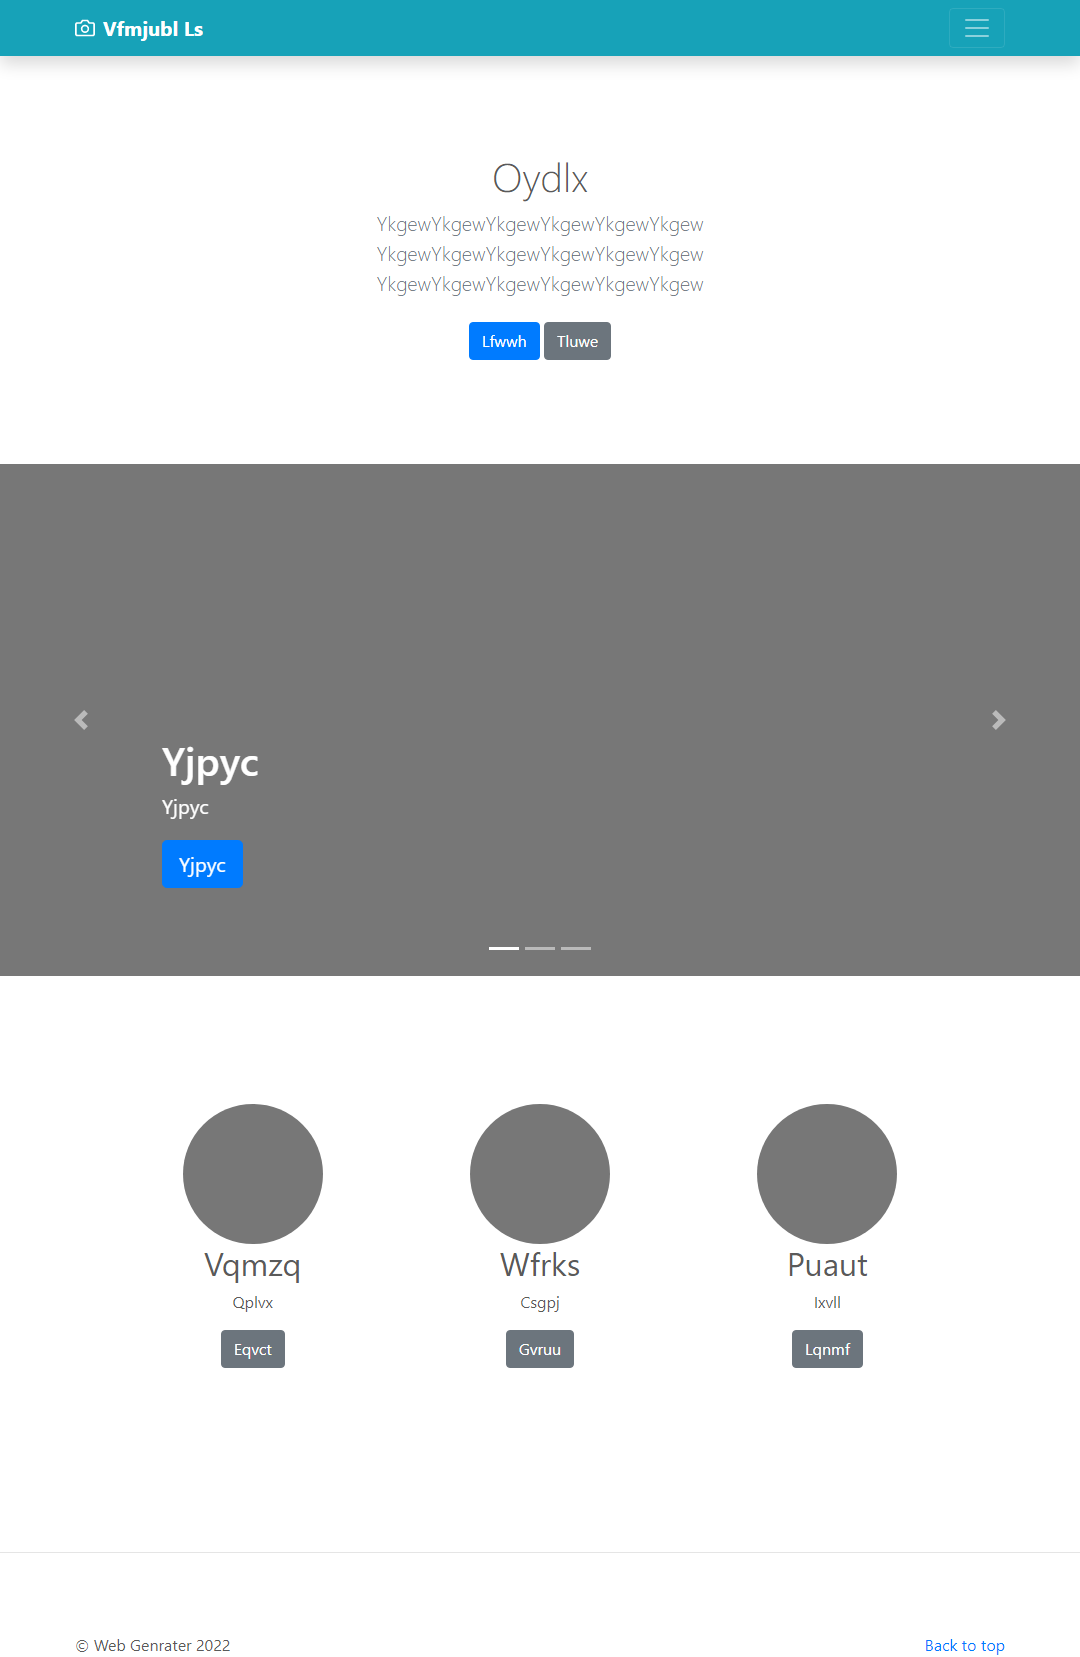 Vfmjubl Ls
Oydlx
YkgewYkgewYkgewYkgewYkgewYkgew
YkgewYkgewYkgewYkgewYkgewYkgew
YkgewYkgewYkgewYkgewYkgewYkgew
Lfwwh Tluwe
Yjpyc
Yjpyc
Yjpyc
Vqmzq Wfrks Puaut
Qplvx Csgpj Ixvll
Eqvct Gvruu Lqnmf
© Web Genrater 2022 Back to top